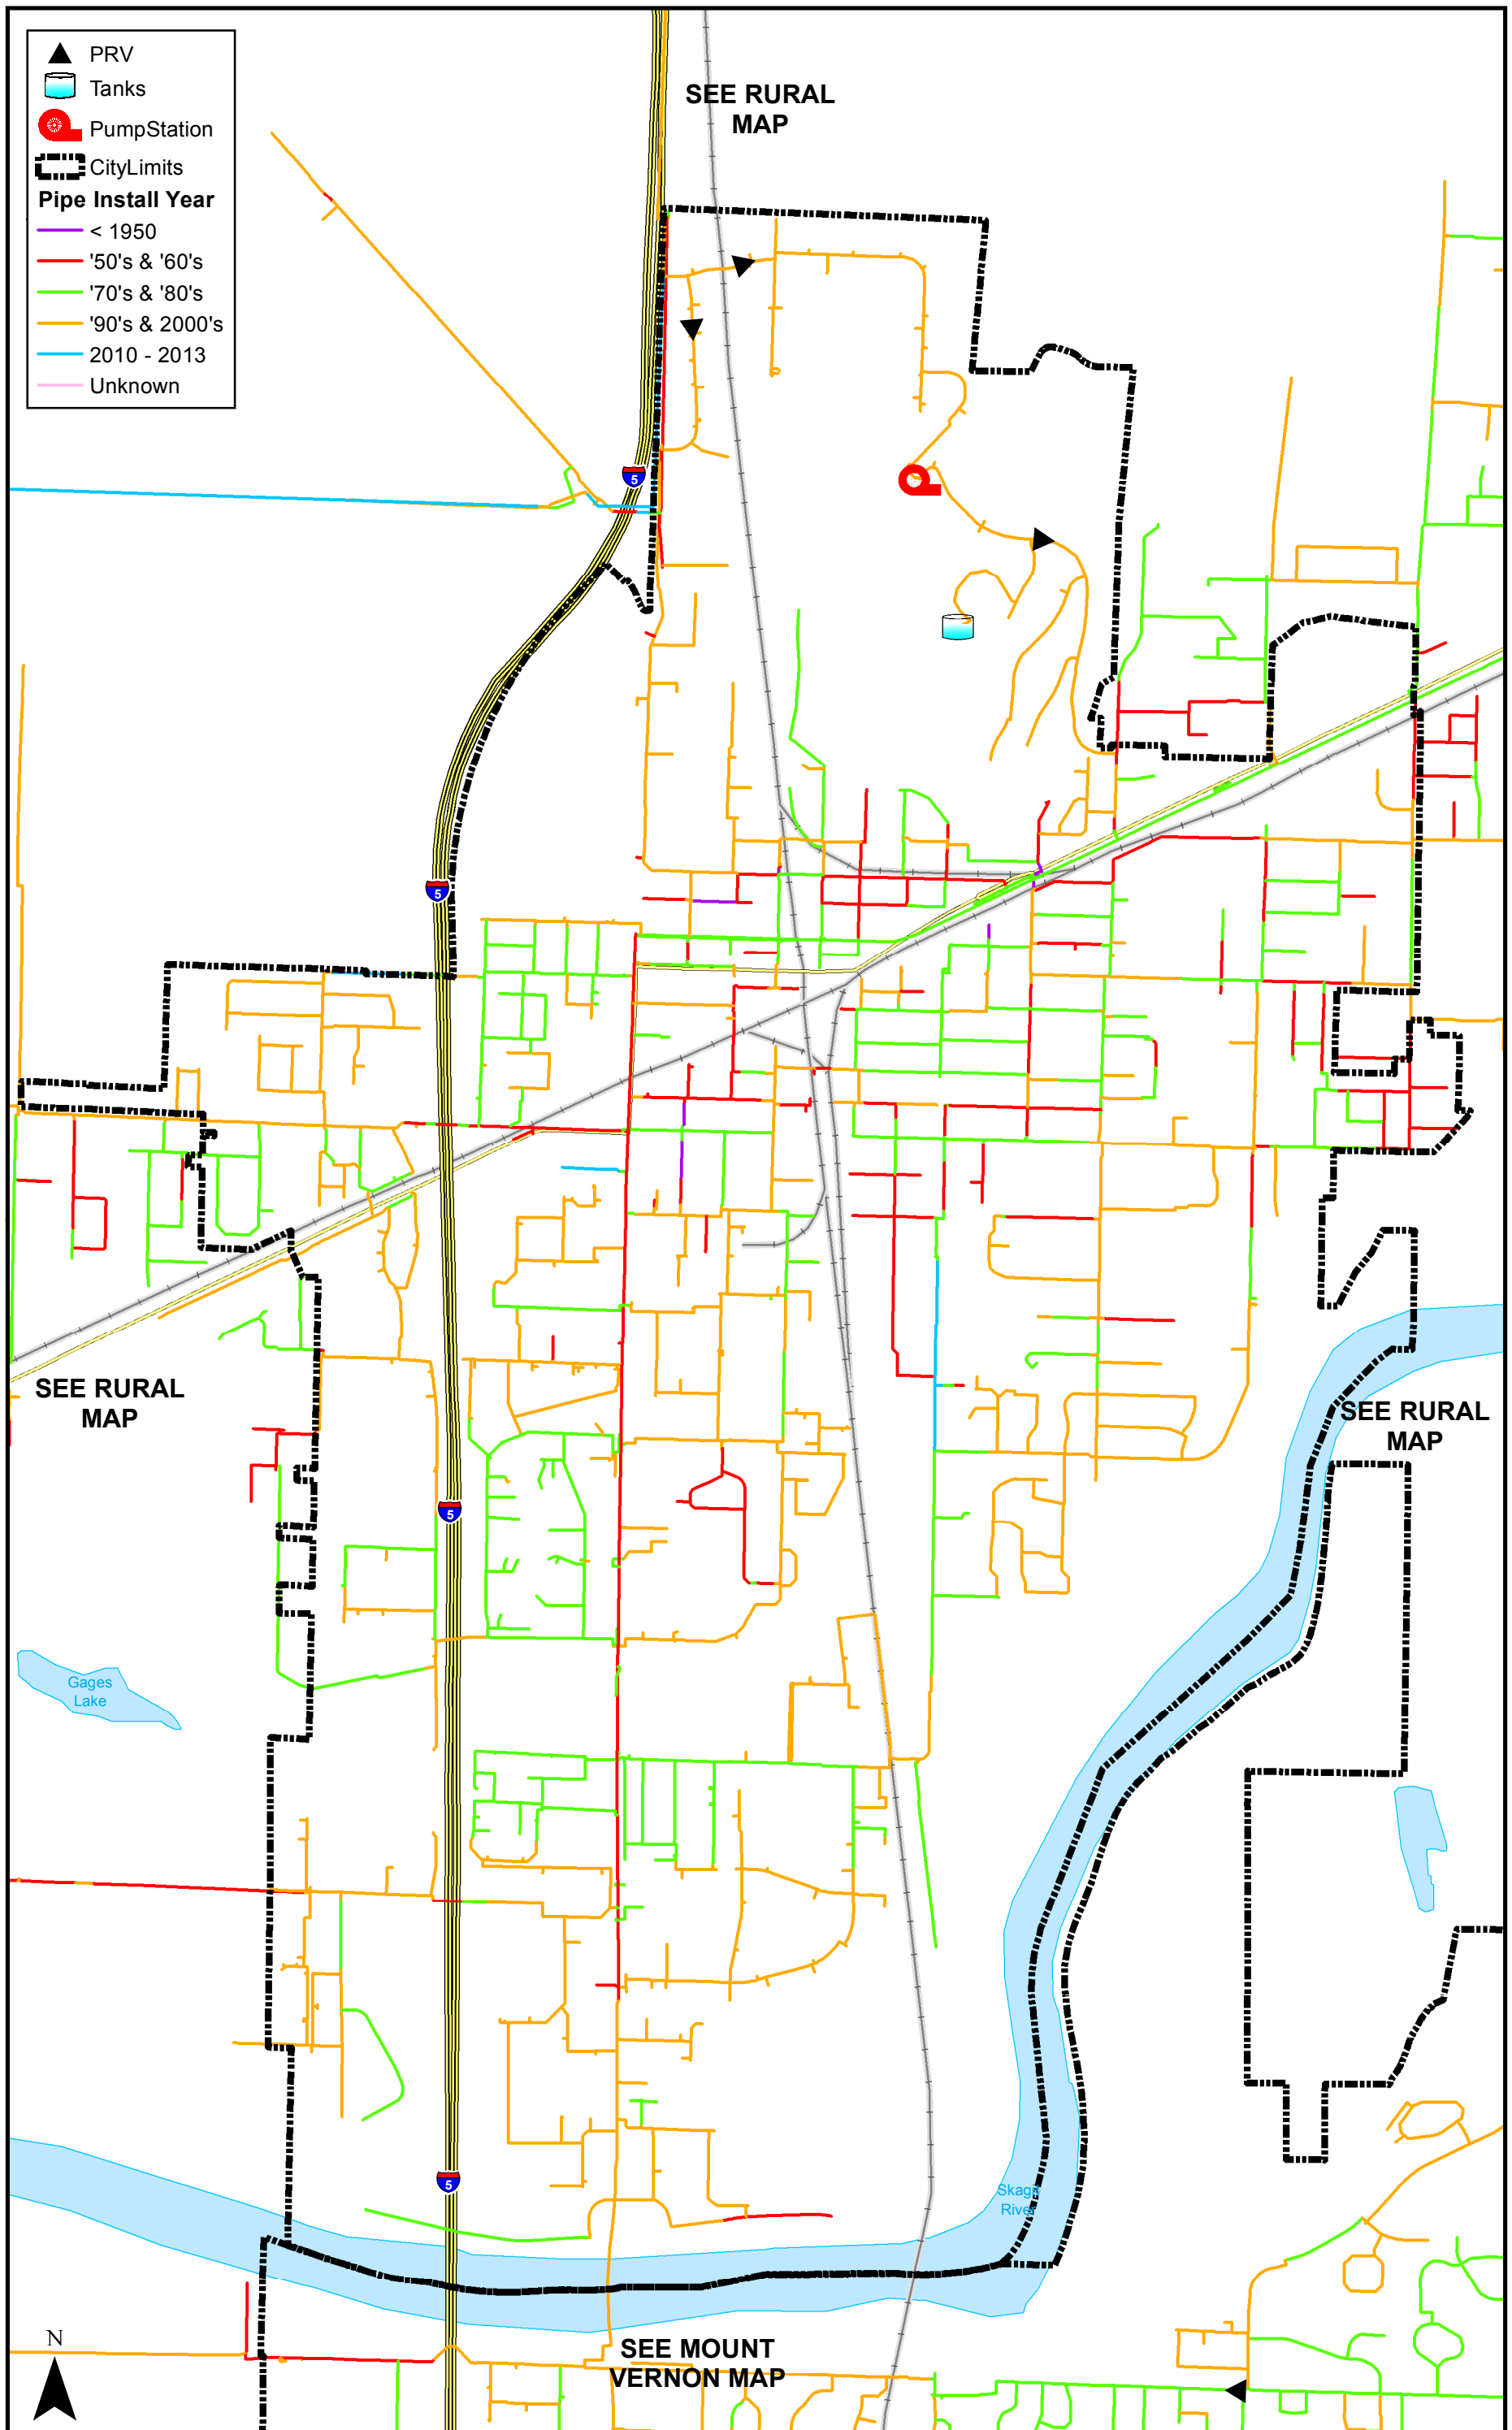 PRV
Tanks
PumpStation
CityLimits
Pipe Install Year
< 1950
'50's & '60's
'70's & '80's
'90's & 2000's
2010 - 2013
Unknown
SEE RURAL
MAP
5
5
SEE RURAL
MAP
SEE RURAL
MAP
5
Gages
Lake
5
Skagit
River
N
SEE MOUNT
VERNON MAP